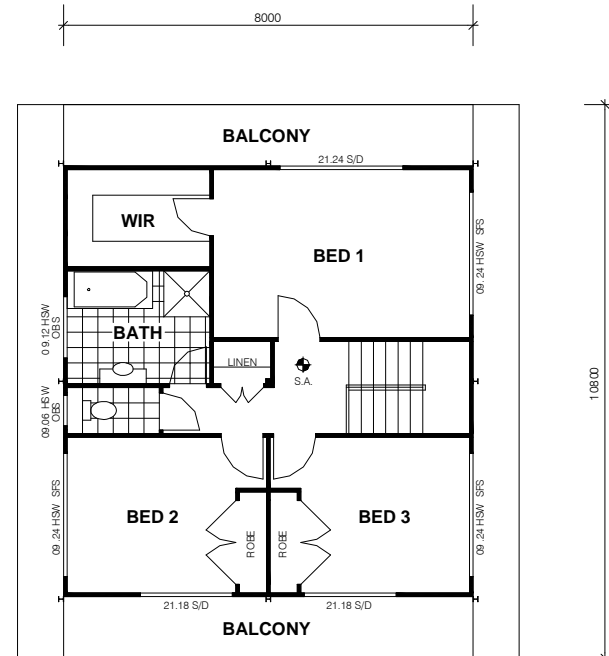 8000
BALCONY
21.24 S/D
WIR
BED 1
09. 24 HSW SFS
0 9.12 HSW
OBS
BATH
LINEN
S.A.
10800
09.06 HSW
OBS
BED 2
BED 3
09 .24 HSW SFS
ROBE
ROBE
09 .24 HSW SFS
21.18 S/D
21.18 S/D
BALCONY